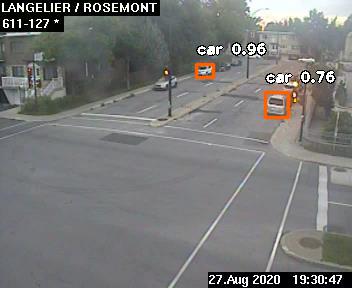 LANGELIER / ROSEMONT
611-127 *
car 0.96
car 0.76
27.Aug 2020 19:30:47